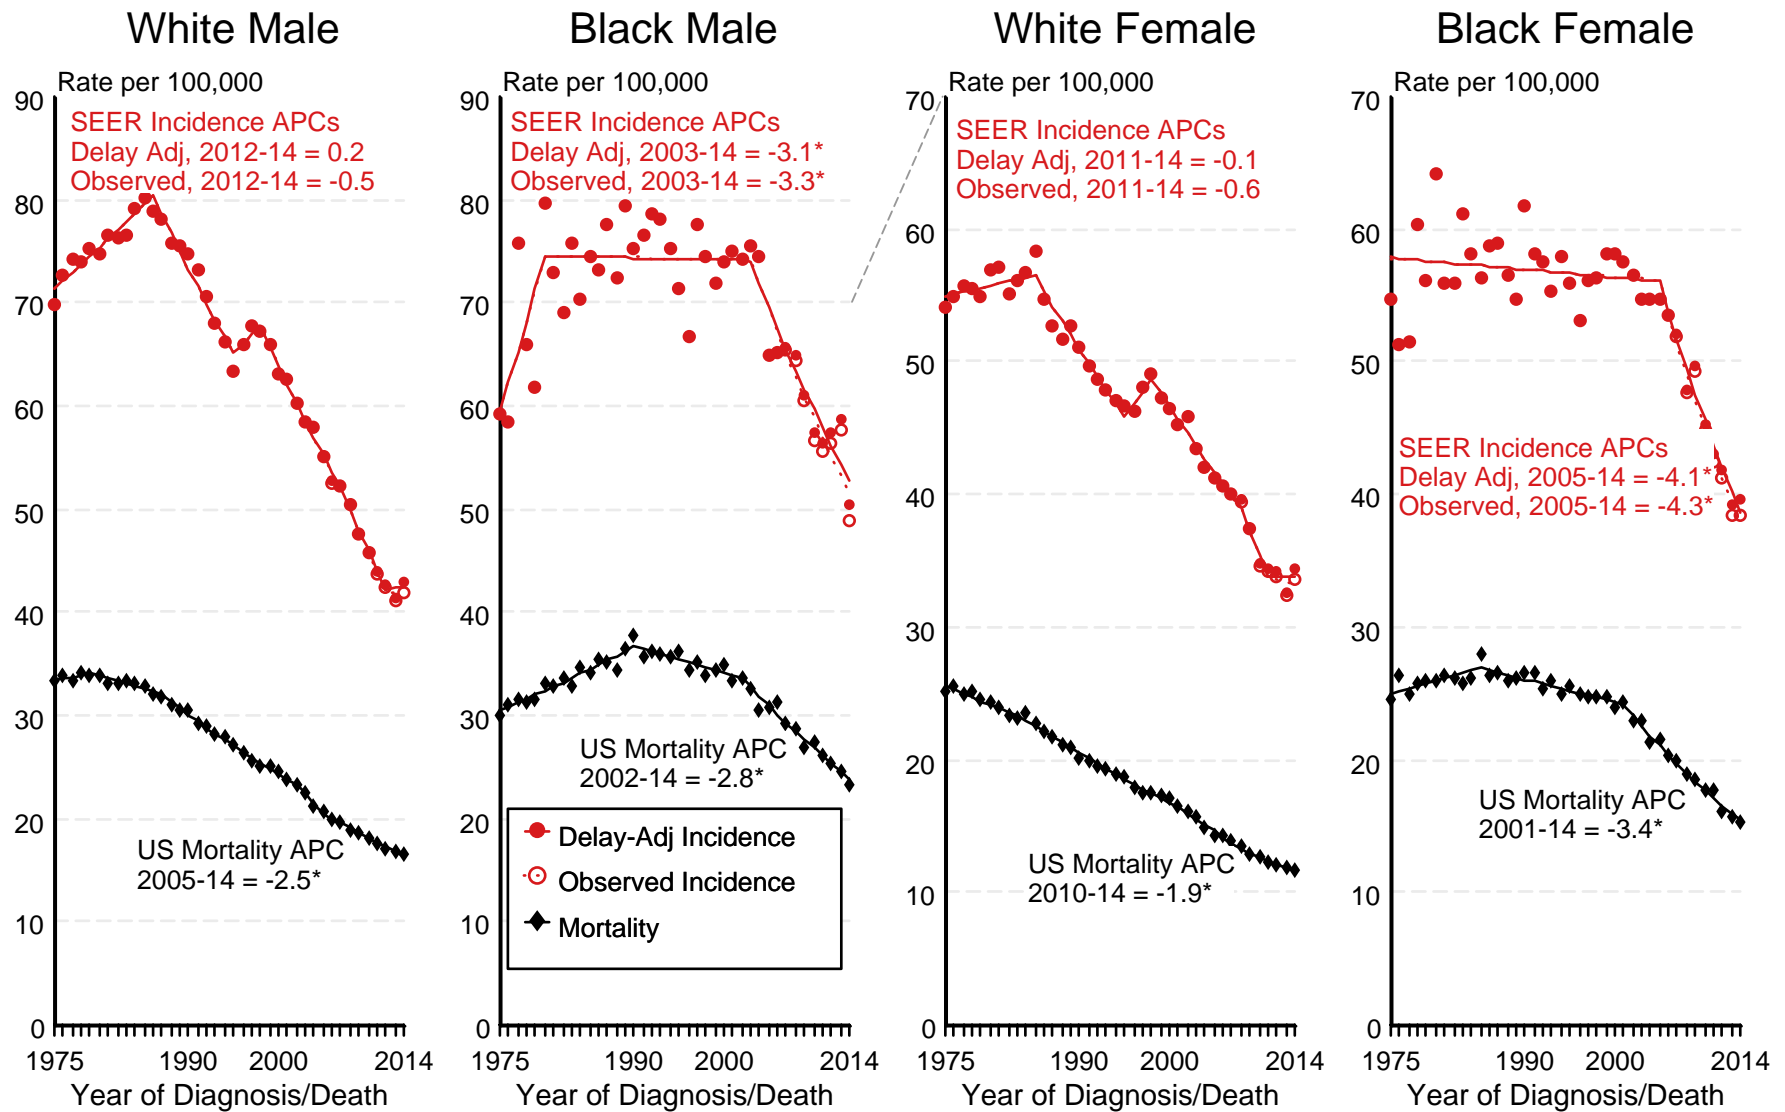 White Male
Rate per 100,000
90
80
70
60
50
40
30
20
10
0
SEER Incidence APCs
Delay Adj, 2012-14 = 0.2
Observed, 2012-14 = -0.5
US Mortality APC
2005-14 = -2.5*
1975 1990 2000 2014
Year of Diagnosis/Death
Black Male
Rate per 100,000
90
80
70
60
50
40
30
20
10
0
SEER Incidence APCs
Delay Adj, 2003-14 = -3.1*
Observed, 2003-14 = -3.3*
US Mortality APC
2002-14 = -2.8*
Delay-Adj Incidence
Observed Incidence
Mortality
1975 1990 2000 2014
Year of Diagnosis/Death
White Female
Rate per 100,000
70
60
50
40
30
20
10
0
SEER Incidence APCs
Delay Adj, 2011-14 = -0.1
Observed, 2011-14 = -0.6
US Mortality APC
2010-14 = -1.9*
1975 1990 2000 2014
Year of Diagnosis/Death
Black Female
Rate per 100,000
70
60
50
40
30
20
10
0
SEER Incidence APCs
Delay Adj, 2005-14 = -4.1*
Observed, 2005-14 = -4.3*
US Mortality APC
2001-14 = -3.4*
1975 1990 2000 2014
Year of Diagnosis/Death